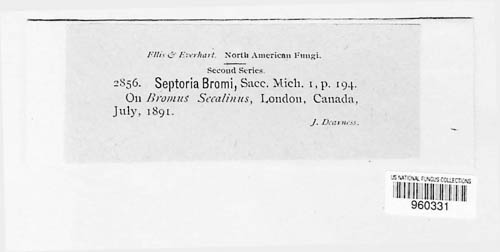 Ellis & Everhart. North American Fungi.
Second Series.
2856. Septoria Bromi, Sacc. Mich. 1, p. 194.
On Bromus Secalinus, London, Canada,
July, 1891.
J. Dearness.
US NATIONAL FUNGUS COLLECTIONS
960331